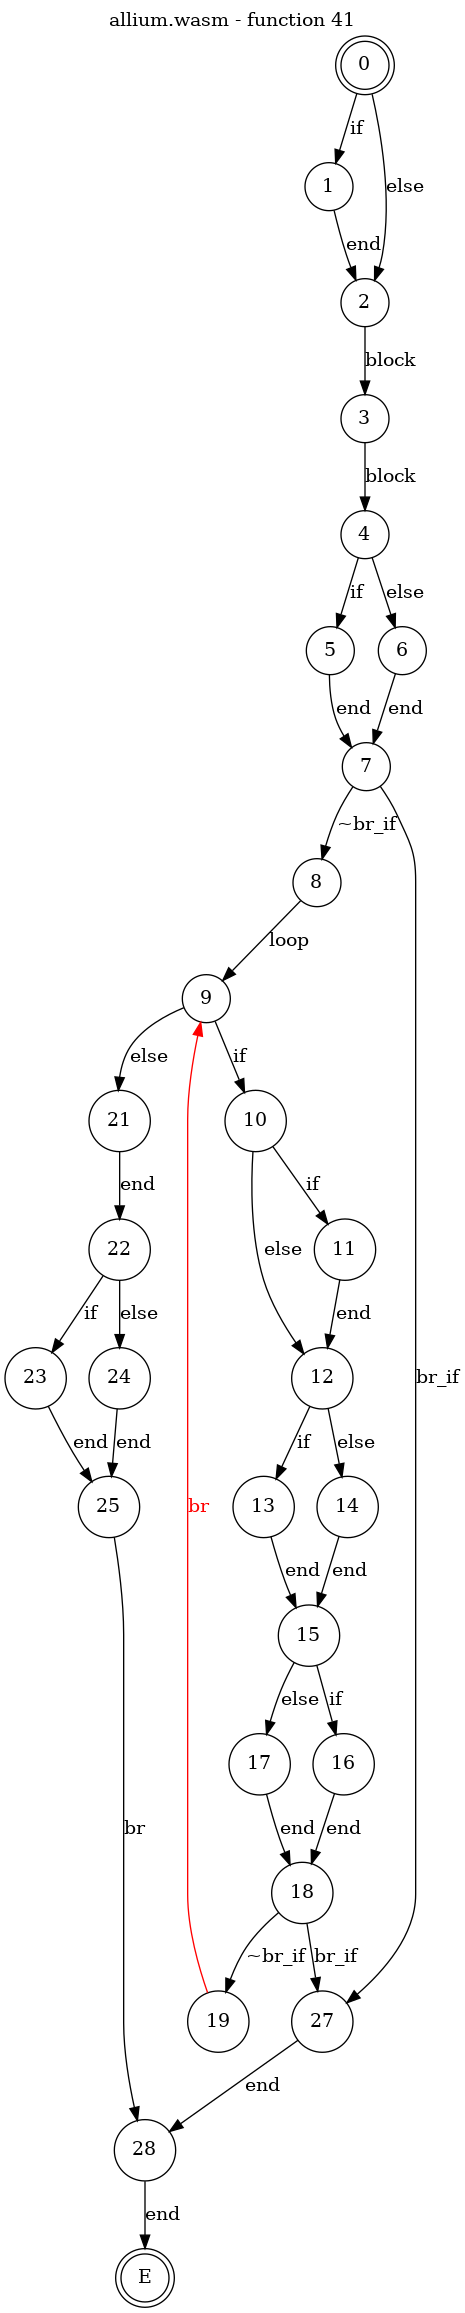 allium.wasm - function 41
0
if
1
else
end
2
block
3
block
4
if
else
5
6
end
end
7
~br_if
8
loop
9
else
if
21
10
end
if
22
else
11
if
else
end
23
24
12
br_if
end
end
if
else
25
13
14
br
end
end
15
else
if
17
16
br
end
end
18
~br_if
br_if
19
27
end
28
end
E